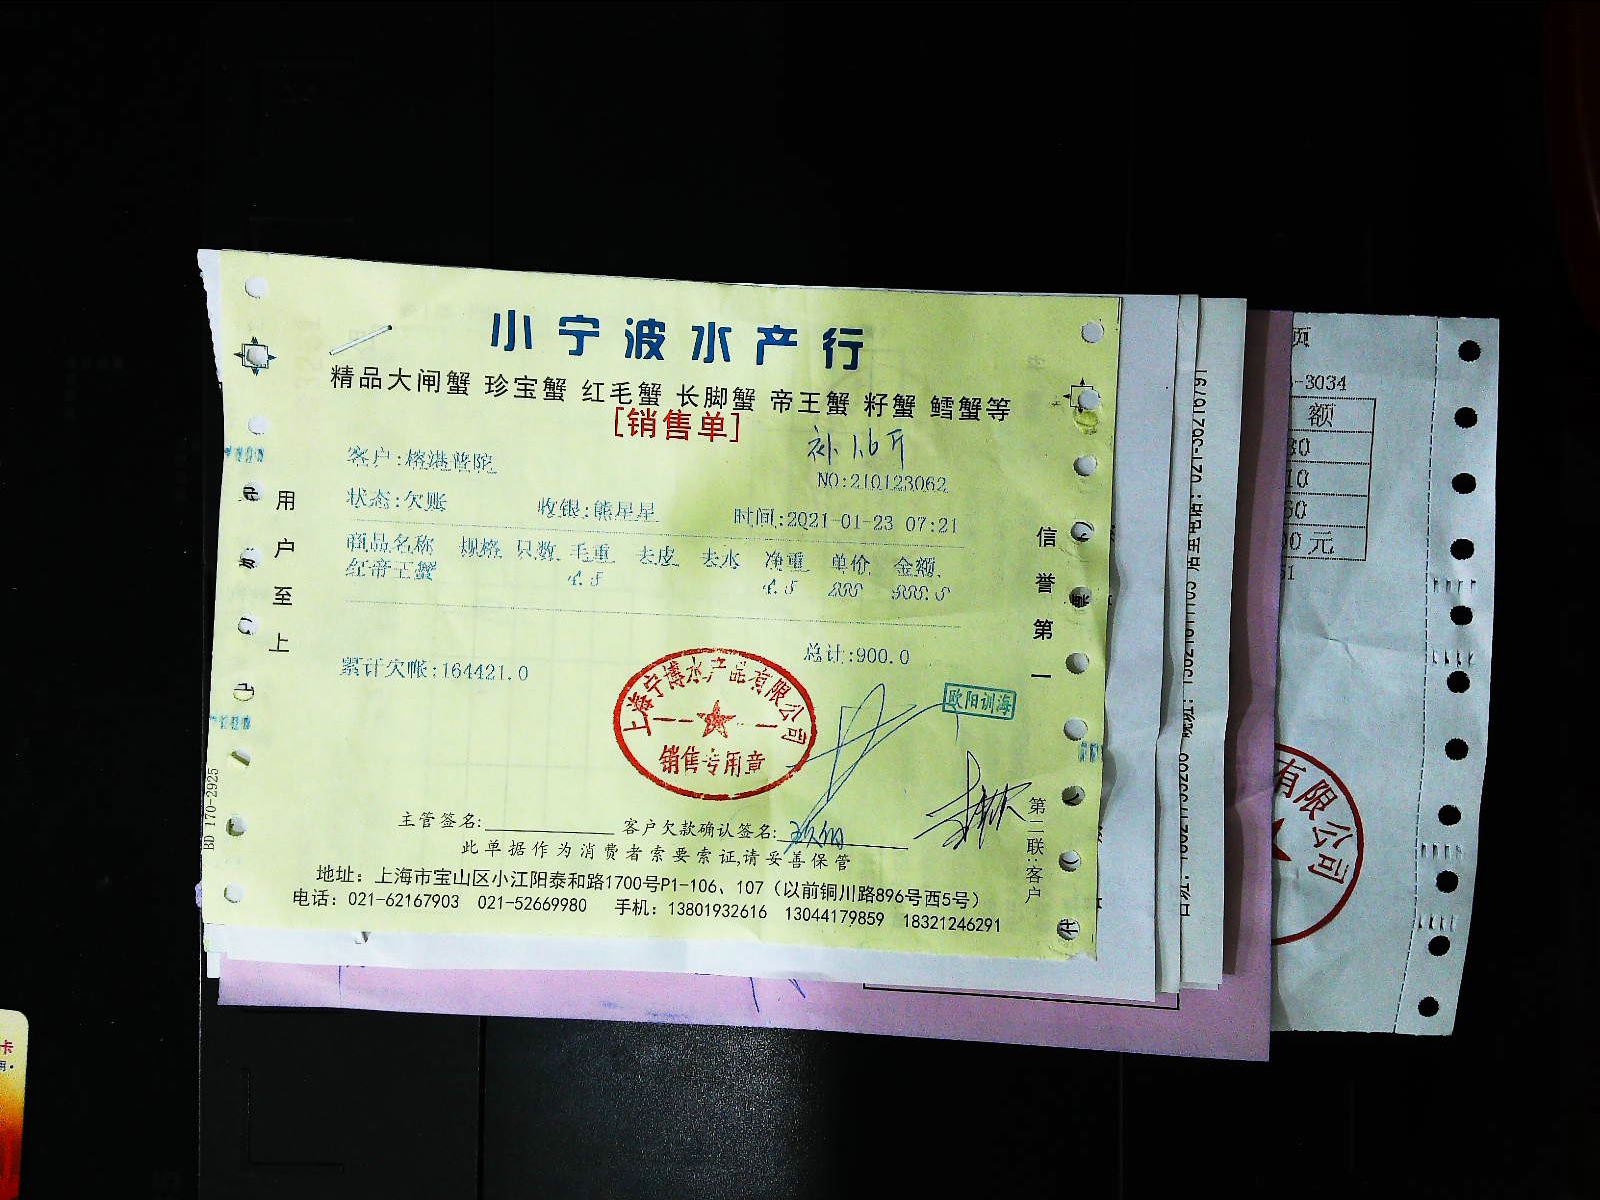 小宁波水产行
精品大闸蟹 珍宝蟹 红毛蟹 长脚蟹 帝王蟹 籽蟹 鳕蟹等
[销售单]
补 1.6斤
客户:榕港普陀
NO:210123062
状态:欠账 收银:熊星星 时间:2021-01-23 07:21
商品名称 规格 只数 毛重 去皮 去水 净重 单价 金额
红帝王蟹 4.5 4.5 200 900.0
总计:900.0
累计欠帐:164421.0
上海宁博水产品有限公司
销售专用章
欧阳训海
主管签名: 客户欠款确认签名:
此单据作为消费者索要索证,请妥善保管
地址：上海市宝山区小江阳泰和路1700号P1-106、107（以前铜川路896号西5号）
电话：021-62167903 021-52669980 手机：13801932616 13044179859 18321246291
用户至上
信誉第一
第二联:客户
BD 170-2925
页
-3034
额
30
10
60
00元
有限公司
卡